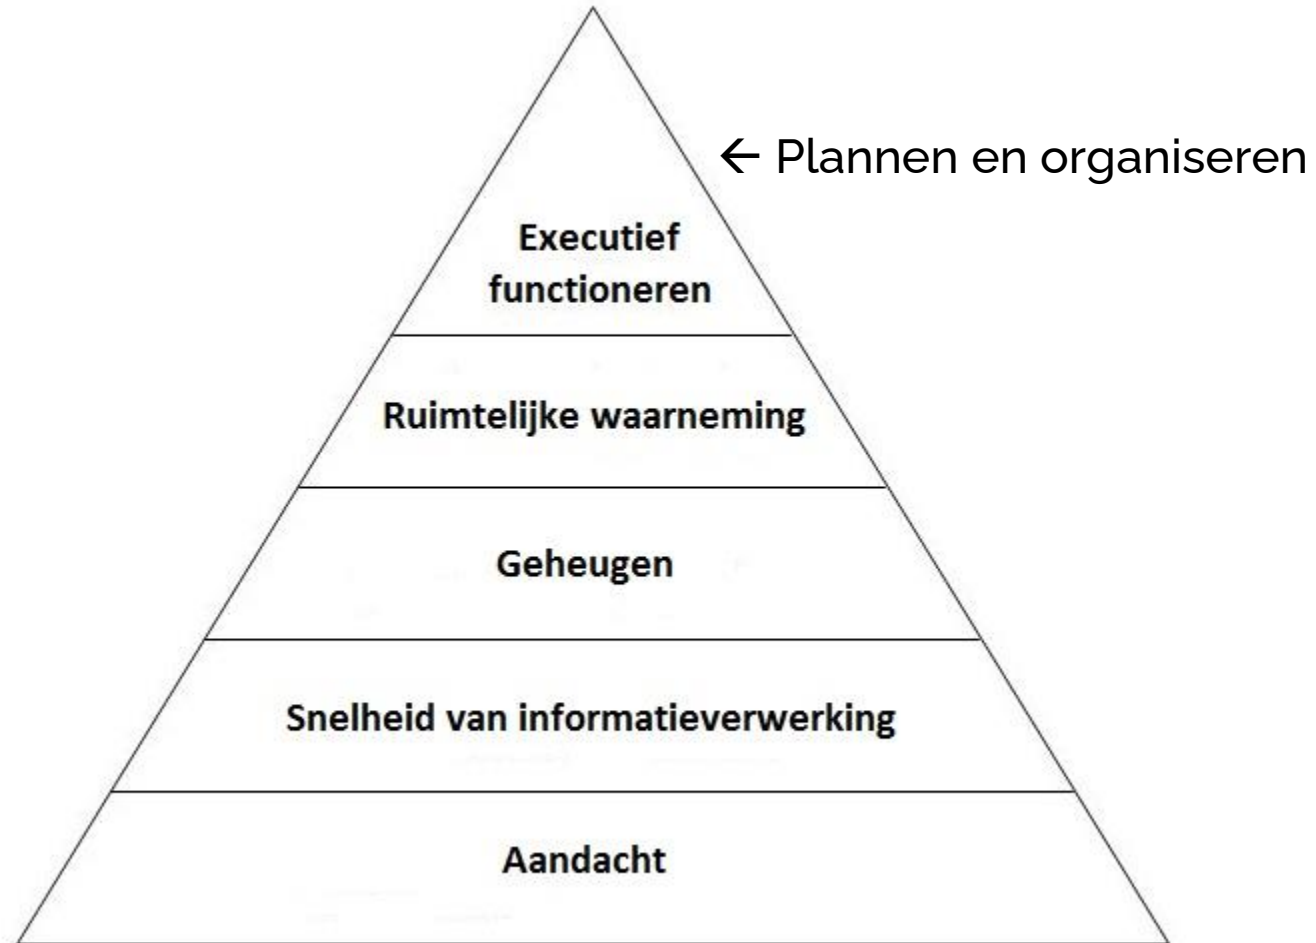 ← Plannen en organiseren
Executief
functioneren
Ruimtelijke waarneming
Geheugen
Snelheid van informatieverwerking
Aandacht